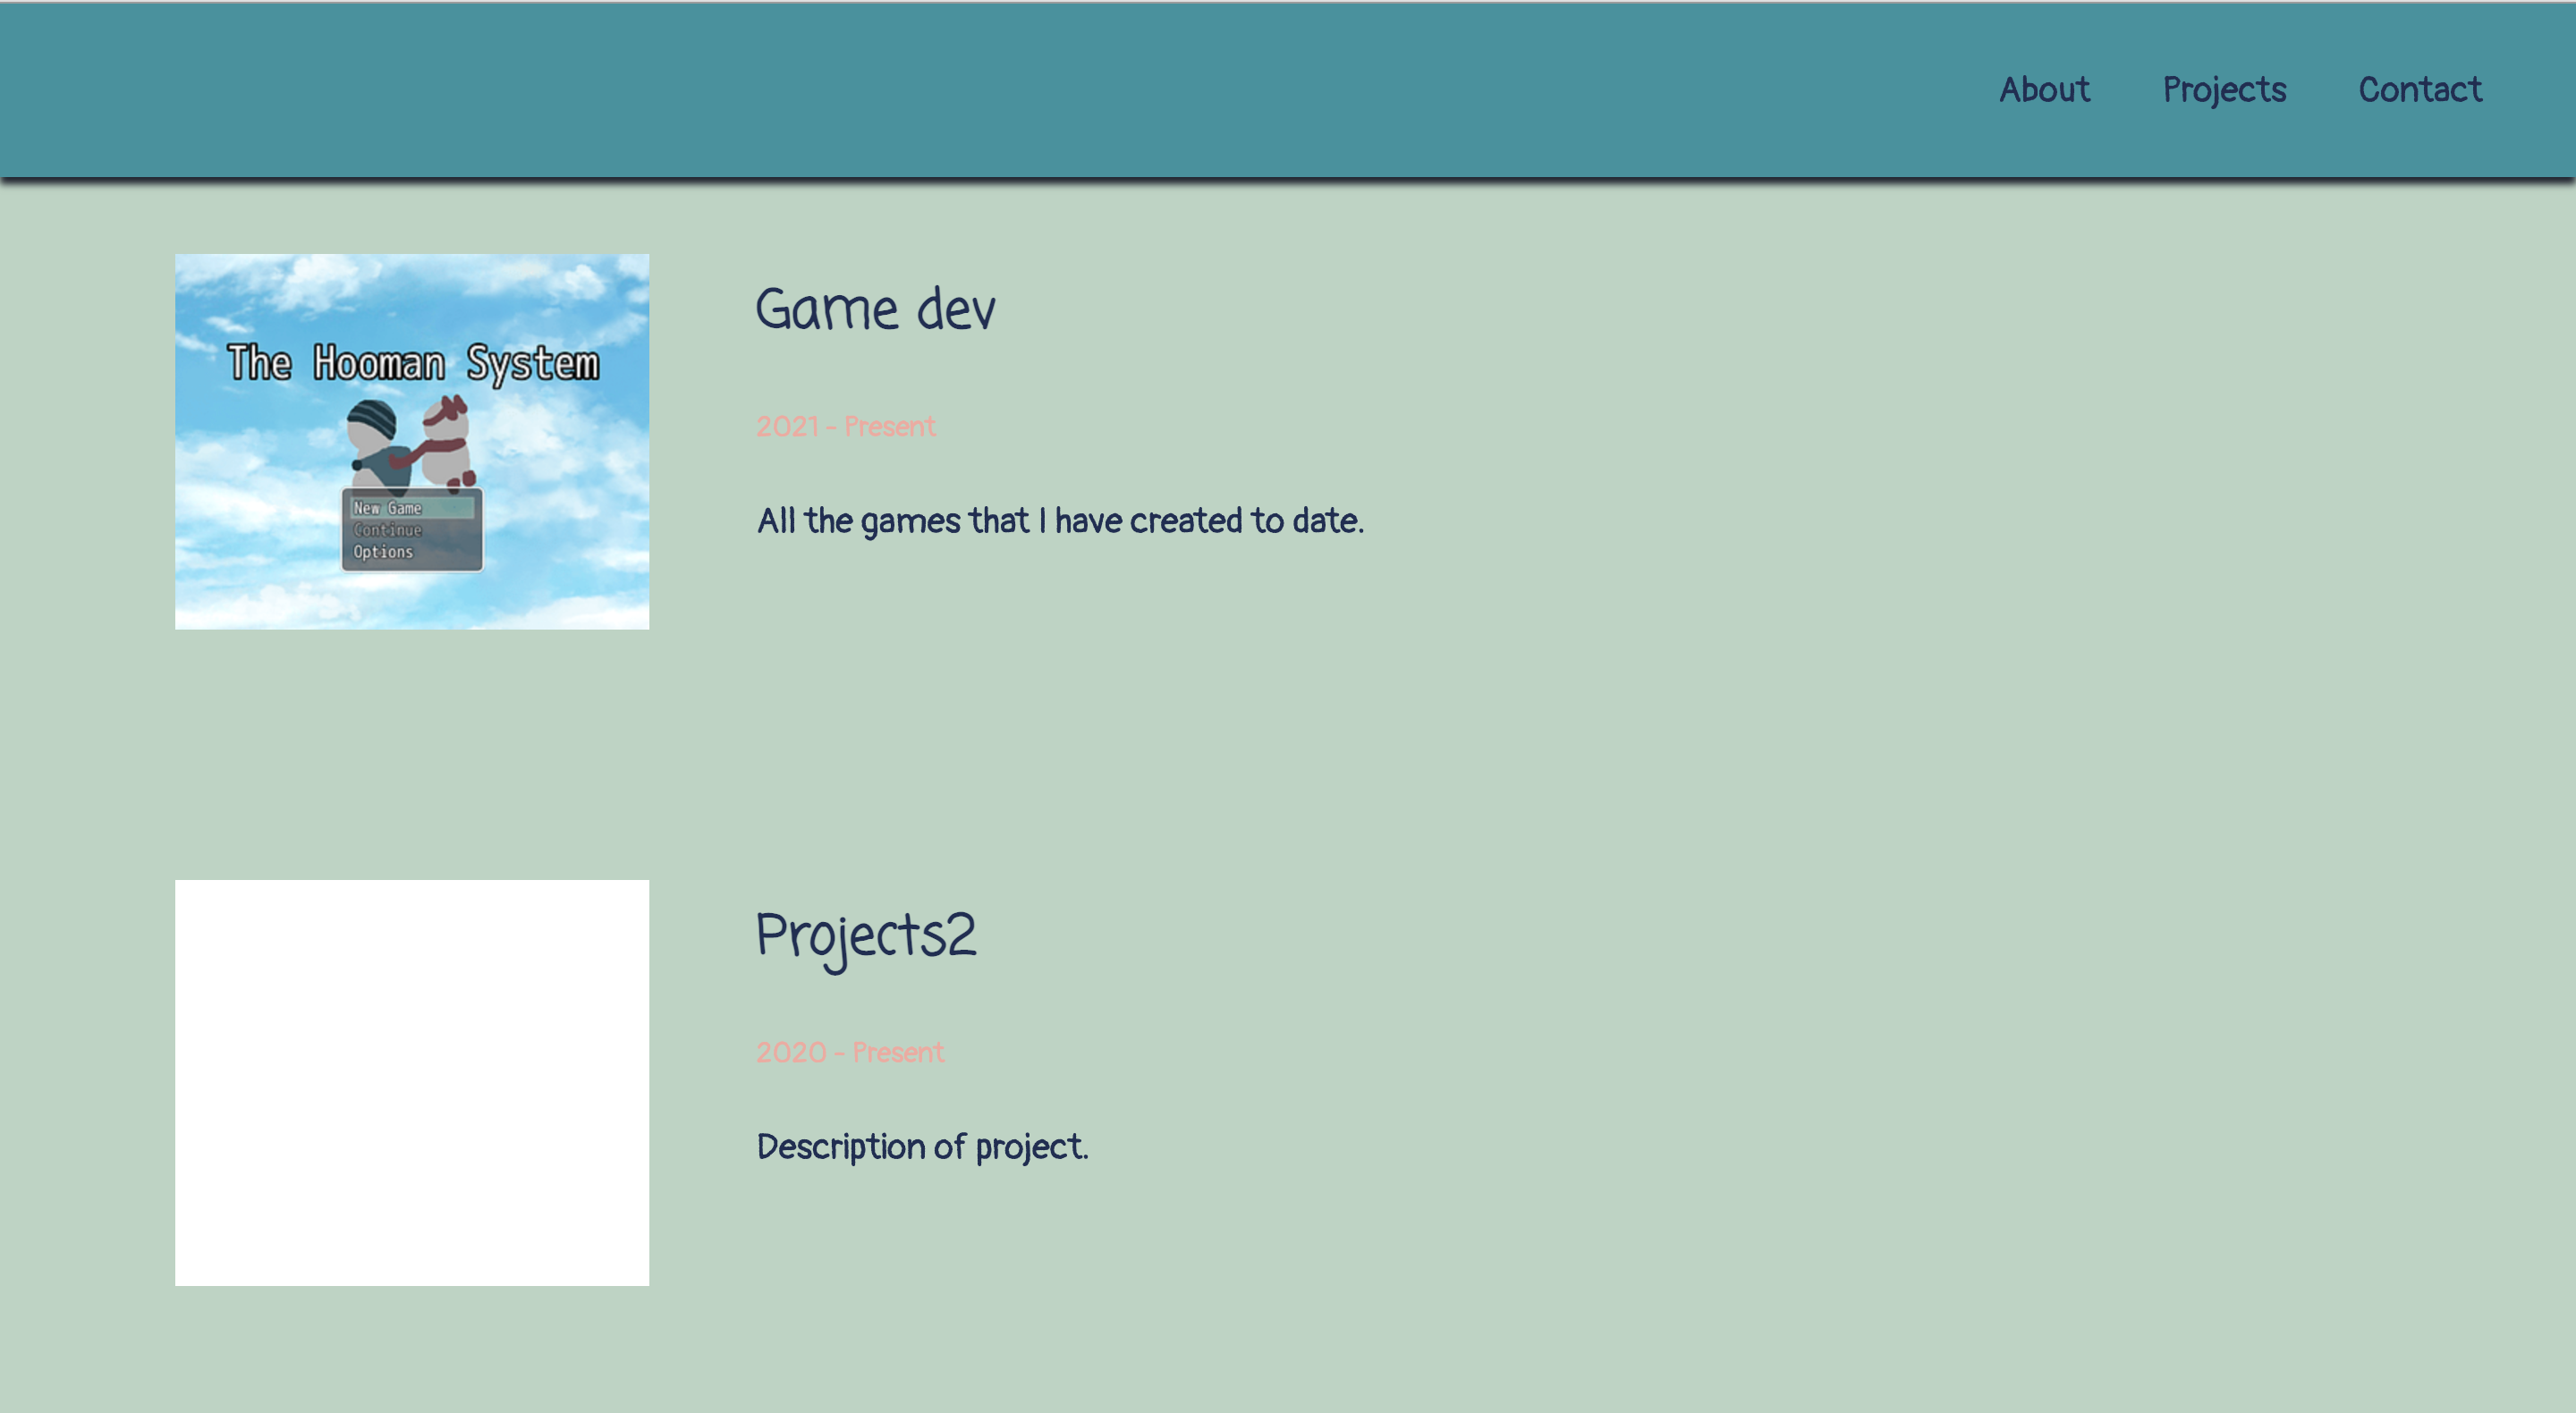 About Projects Contact
The Hooman System
New Game
Continue
Options
Game dev
2021 - Present
All the games that I have created to date.
Projects2
2020 - Present
Description of project.